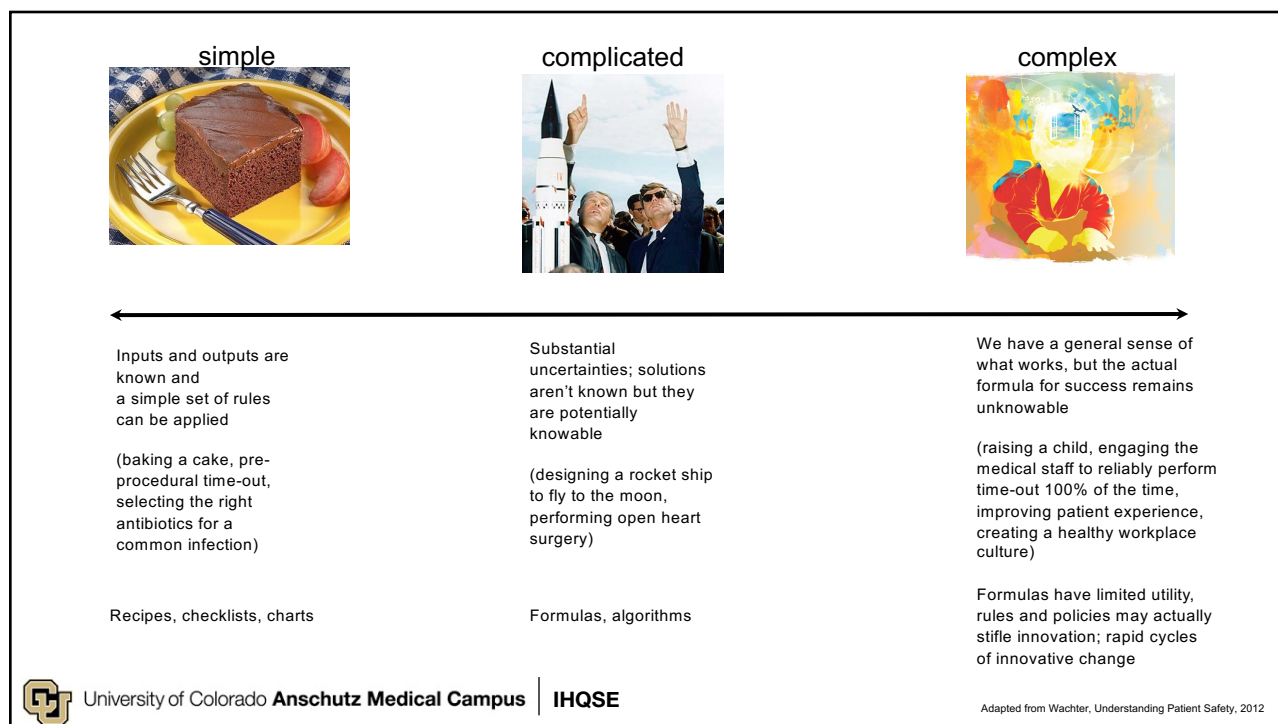 simple
complicated
complex
Inputs and outputs are
known and
a simple set of rules
can be applied
(baking a cake, pre-
procedural time-out,
selecting the right
antibiotics for a
common infection)
Recipes, checklists, charts
Substantial
uncertainties; solutions
aren’t known but they
are potentially
knowable
(designing a rocket ship
to fly to the moon,
performing open heart
surgery)
Formulas, algorithms
We have a general sense of
what works, but the actual
formula for success remains
unknowable
(raising a child, engaging the
medical staff to reliably perform
time-out 100% of the time,
improving patient experience,
creating a healthy workplace
culture)
Formulas have limited utility,
rules and policies may actually
stifle innovation; rapid cycles
of innovative change
University of Colorado Anschutz Medical Campus
IHQSE
Adapted from Wachter, Understanding Patient Safety, 2012